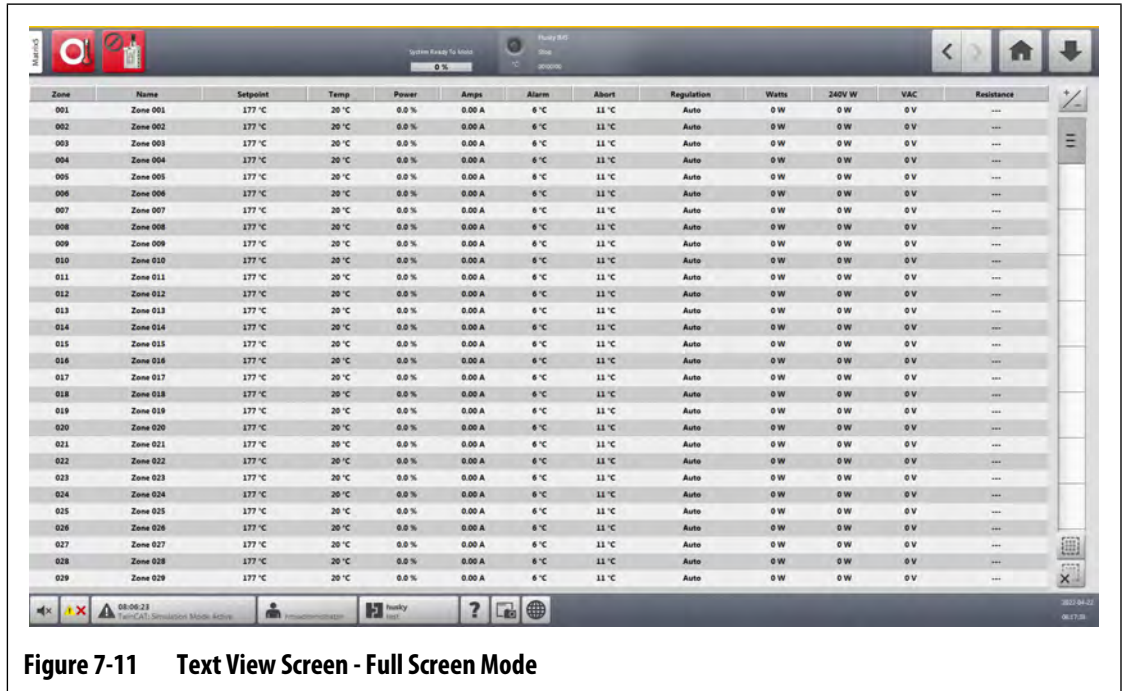 Matrix5
System Ready To Mold
0 %
Husky IMS
Stop
°C 000000
Zone Name Setpoint Temp Power Amps Alarm Abort Regulation Watts 240V W VAC Resistance
001 Zone 001 177 °C 20 °C 0.0 % 0.00 A 6 °C 11 °C Auto 0 W 0 W 0 V ---
002 Zone 002 177 °C 20 °C 0.0 % 0.00 A 6 °C 11 °C Auto 0 W 0 W 0 V ---
003 Zone 003 177 °C 20 °C 0.0 % 0.00 A 6 °C 11 °C Auto 0 W 0 W 0 V ---
004 Zone 004 177 °C 20 °C 0.0 % 0.00 A 6 °C 11 °C Auto 0 W 0 W 0 V ---
005 Zone 005 177 °C 20 °C 0.0 % 0.00 A 6 °C 11 °C Auto 0 W 0 W 0 V ---
006 Zone 006 177 °C 20 °C 0.0 % 0.00 A 6 °C 11 °C Auto 0 W 0 W 0 V ---
007 Zone 007 177 °C 20 °C 0.0 % 0.00 A 6 °C 11 °C Auto 0 W 0 W 0 V ---
008 Zone 008 177 °C 20 °C 0.0 % 0.00 A 6 °C 11 °C Auto 0 W 0 W 0 V ---
009 Zone 009 177 °C 20 °C 0.0 % 0.00 A 6 °C 11 °C Auto 0 W 0 W 0 V ---
010 Zone 010 177 °C 20 °C 0.0 % 0.00 A 6 °C 11 °C Auto 0 W 0 W 0 V ---
011 Zone 011 177 °C 20 °C 0.0 % 0.00 A 6 °C 11 °C Auto 0 W 0 W 0 V ---
012 Zone 012 177 °C 20 °C 0.0 % 0.00 A 6 °C 11 °C Auto 0 W 0 W 0 V ---
013 Zone 013 177 °C 20 °C 0.0 % 0.00 A 6 °C 11 °C Auto 0 W 0 W 0 V ---
014 Zone 014 177 °C 20 °C 0.0 % 0.00 A 6 °C 11 °C Auto 0 W 0 W 0 V ---
015 Zone 015 177 °C 20 °C 0.0 % 0.00 A 6 °C 11 °C Auto 0 W 0 W 0 V ---
016 Zone 016 177 °C 20 °C 0.0 % 0.00 A 6 °C 11 °C Auto 0 W 0 W 0 V ---
017 Zone 017 177 °C 20 °C 0.0 % 0.00 A 6 °C 11 °C Auto 0 W 0 W 0 V ---
018 Zone 018 177 °C 20 °C 0.0 % 0.00 A 6 °C 11 °C Auto 0 W 0 W 0 V ---
019 Zone 019 177 °C 20 °C 0.0 % 0.00 A 6 °C 11 °C Auto 0 W 0 W 0 V ---
020 Zone 020 177 °C 20 °C 0.0 % 0.00 A 6 °C 11 °C Auto 0 W 0 W 0 V ---
021 Zone 021 177 °C 20 °C 0.0 % 0.00 A 6 °C 11 °C Auto 0 W 0 W 0 V ---
022 Zone 022 177 °C 20 °C 0.0 % 0.00 A 6 °C 11 °C Auto 0 W 0 W 0 V ---
023 Zone 023 177 °C 20 °C 0.0 % 0.00 A 6 °C 11 °C Auto 0 W 0 W 0 V ---
024 Zone 024 177 °C 20 °C 0.0 % 0.00 A 6 °C 11 °C Auto 0 W 0 W 0 V ---
025 Zone 025 177 °C 20 °C 0.0 % 0.00 A 6 °C 11 °C Auto 0 W 0 W 0 V ---
026 Zone 026 177 °C 20 °C 0.0 % 0.00 A 6 °C 11 °C Auto 0 W 0 W 0 V ---
027 Zone 027 177 °C 20 °C 0.0 % 0.00 A 6 °C 11 °C Auto 0 W 0 W 0 V ---
028 Zone 028 177 °C 20 °C 0.0 % 0.00 A 6 °C 11 °C Auto 0 W 0 W 0 V ---
029 Zone 029 177 °C 20 °C 0.0 % 0.00 A 6 °C 11 °C Auto 0 W 0 W 0 V ---
08:06:23
TwinCAT: Simulation Mode Active
husky
test
2022-04-22
Figure 7-11 Text View Screen - Full Screen Mode